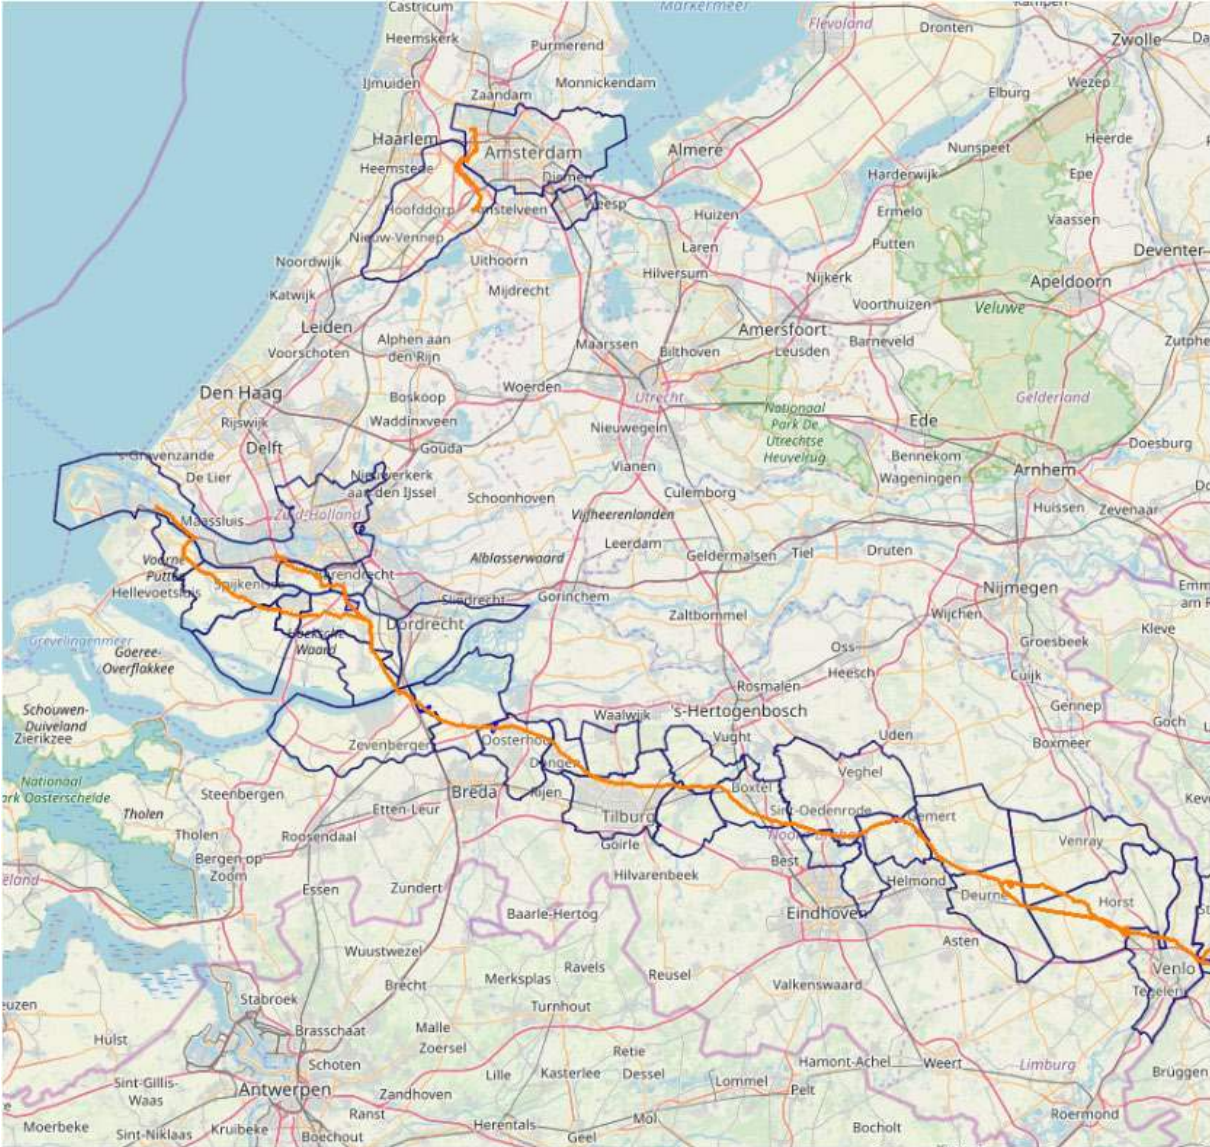 Castricum
Markermeer
Flevoland
Kampen
Heemskerk
Purmerend
Dronten
Zwolle
IJmuiden
Monnickendam
Wezep
Zaandam
Elburg
Haarlem
Amsterdam
Almere
Heerde
Nunspeet
Heemstede
Diemen
Harderwijk
Epe
Hoofddorp
Amstelveen
Weesp
Huizen
Ermelo
Vaassen
Nieuw-Vennep
Laren
Putten
Deventer
Noordwijk
Uithoorn
Hilversum
Nijkerk
Apeldoorn
Katwijk
Mijdrecht
Voorthuizen
Veluwe
Leiden
Amersfoort
Voorschoten
Alphen aan
den Rijn
Maarssen
Bilthoven
Leusden
Barneveld
Zutphe
Den Haag
Woerden
Boskoop
Utrecht
Gelderland
Rijswijk
Waddinxveen
Nationaal
Park De
Utrechtse
Heuvelrug
Ede
Nieuwegein
Delft
Gouda
Doesburg
's-Gravenzande
Bennekom
Arnhem
De Lier
Nieuwerkerk
aan den IJssel
Vianen
Wageningen
Schoonhoven
Culemborg
Huissen
Zevenaar
Maassluis
Zuid-Holland
Vijfheerenlanden
Voorne
Putten
Alblasserwaard
Leerdam
Geldermalsen
Tiel
Druten
Spijkenisse
Barendrecht
Hellevoetsluis
Sliedrecht
Gorinchem
Nijmegen
Dordrecht
Zaltbommel
Wijchen
Grevelingenmeer
Hoeksche
Waard
Kleve
Goeree-
Overflakkee
Oss
Groesbeek
Heesch
Cuijk
Rosmalen
Schouwen-
Duiveland
Zierikzee
Waalwijk
's-Hertogenbosch
Gennep
Goch
Zevenbergen
Oosterhout
Vught
Uden
Boxmeer
Dongen
Veghel
Nationaal
Park Oosterschelde
Steenbergen
Breda
Rijen
Boxtel
Tholen
Etten-Leur
Tilburg
Sint-Oedenrode
Gemert
Tholen
Roosendaal
Goirle
Venray
Bergen op
Zoom
Best
Essen
Zundert
Hilvarenbeek
Helmond
Deurne
Horst
Baarle-Hertog
Eindhoven
Asten
Wuustwezel
Venlo
Brecht
Merksplas
Ravels
Reusel
Valkenswaard
Tegelen
Stabroek
Turnhout
Hulst
Brasschaat
Malle
Zoersel
Retie
Schoten
Hamont-Achel
Weert
Limburg
Sint-Gillis-
Waas
Antwerpen
Lille
Kasterlee
Dessel
Lommel
Pelt
Brüggen
Zandhoven
Ranst
Mol
Roermond
Moerbeke
Sint-Niklaas
Kruibeke
Boechout
Herentals
Geel
Bocholt